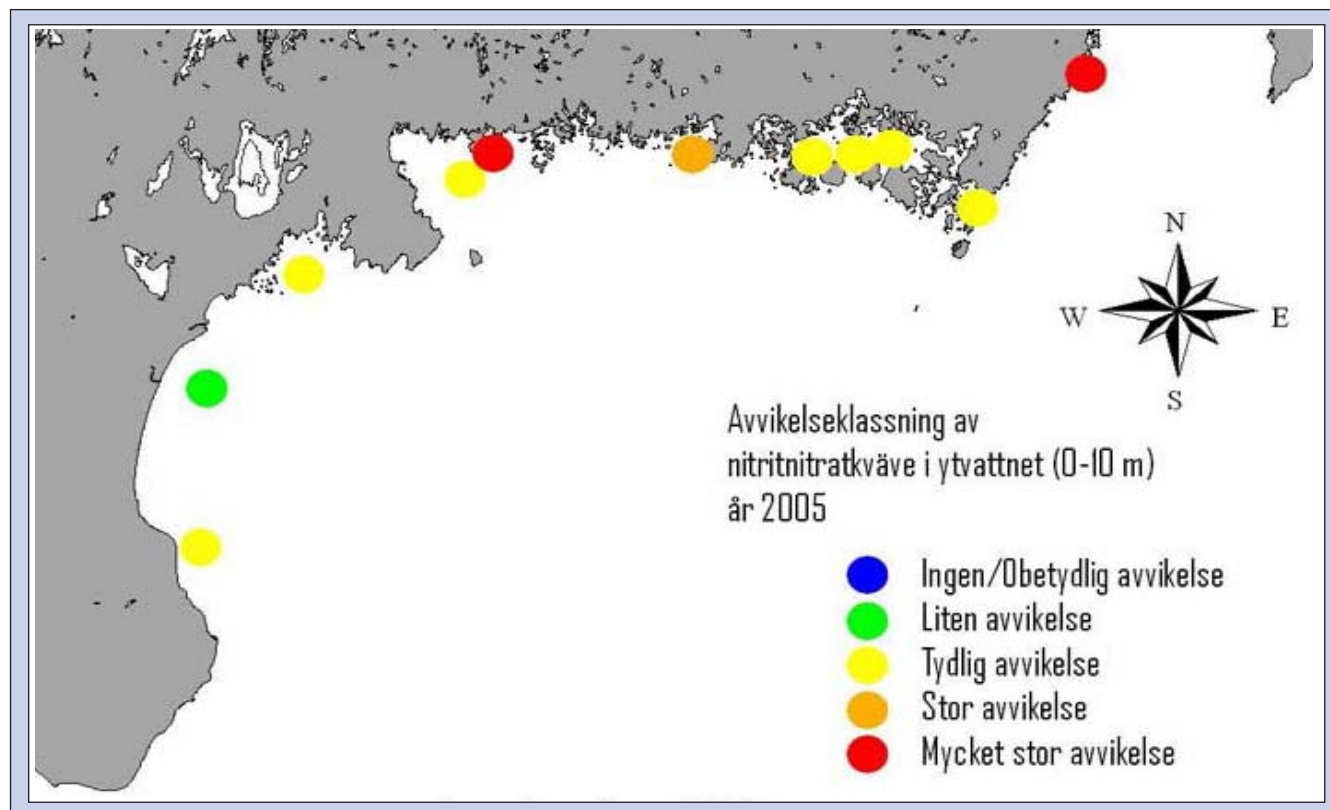 N
W E
S
Avvikelseklassning av
nitritnitratkväve i ytvattnet (0-10 m)
år 2005
Ingen/Obetydlig avvikelse
Liten avvikelse
Tydlig avvikelse
Stor avvikelse
Mycket stor avvikelse